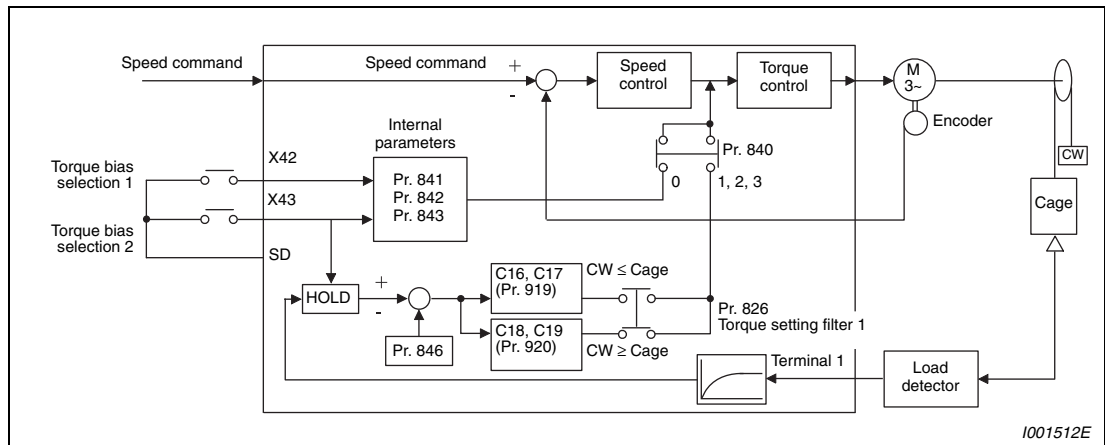 Speed command
Speed command
+
-
Speed
control
Torque
control
M
3~
Encoder
CW
Cage
Internal
parameters
Pr. 840
0
1, 2, 3
Torque bias
selection 1
X42
X43
Pr. 841
Pr. 842
Pr. 843
Torque bias
selection 2
SD
HOLD
+
-
Pr. 846
C16, C17
(Pr. 919)
CW ≤ Cage
C18, C19
(Pr. 920)
CW ≥ Cage
Pr. 826
Torque setting filter 1
Terminal 1
Load
detector
I001512E